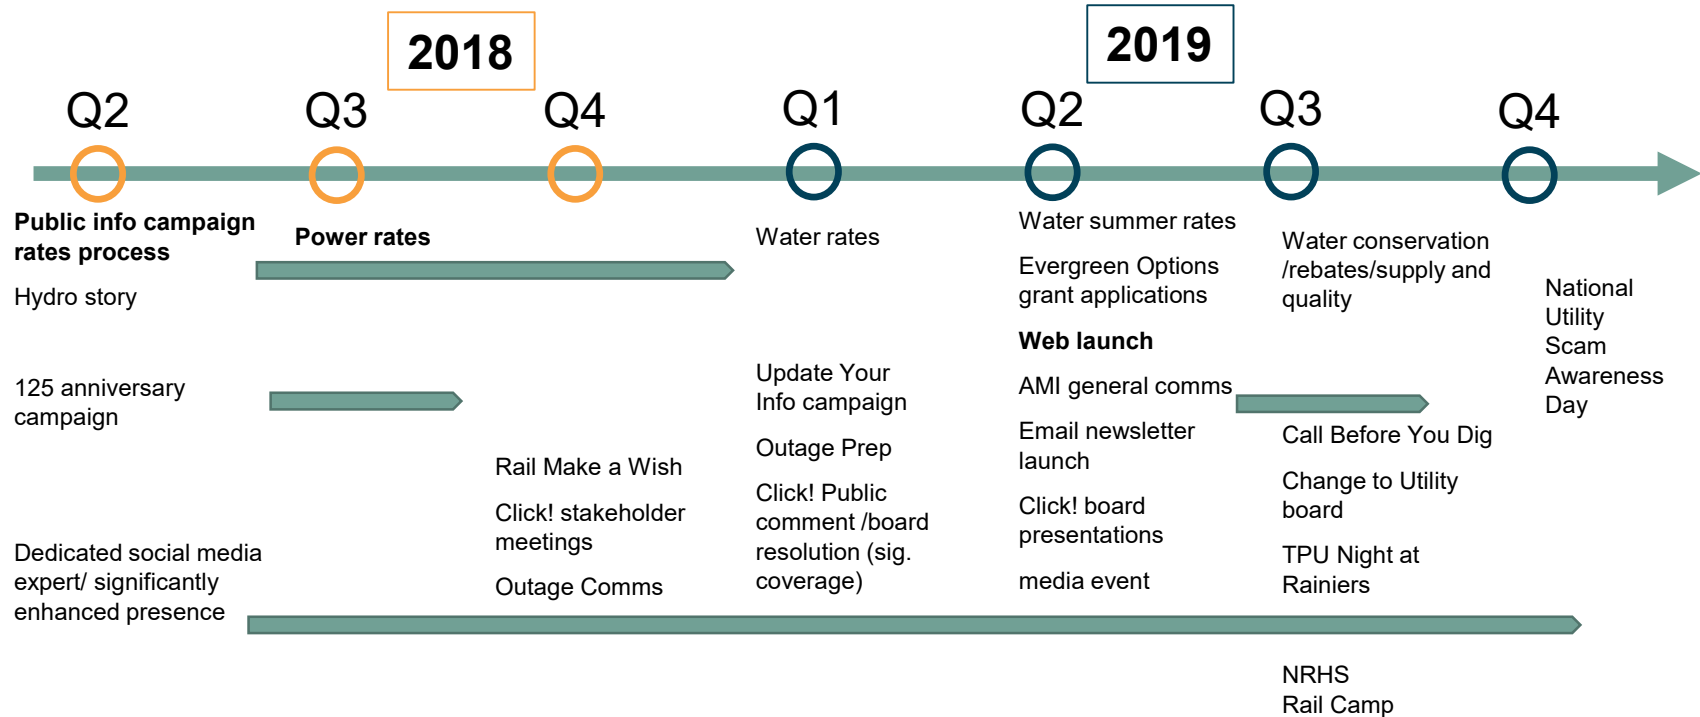 2018
2019
Q2
Q3
Q4
Q1
Q2
Q3
Q4
Public info campaign
rates process
Hydro story
125 anniversary
campaign
Dedicated social media
expert/ significantly
enhanced presence
Power rates
Rail Make a Wish
Click! stakeholder
meetings
Outage Comms
Water rates
Update Your
Info campaign
Outage Prep
Click! Public
comment /board
resolution (sig.
coverage)
Water summer rates
Evergreen Options
grant applications
Web launch
AMI general comms
Email newsletter
launch
Click! board
presentations
media event
Water conservation
/rebates/supply and
quality
Call Before You Dig
Change to Utility
board
TPU Night at
Rainiers
NRHS
Rail Camp
National
Utility
Scam
Awareness
Day